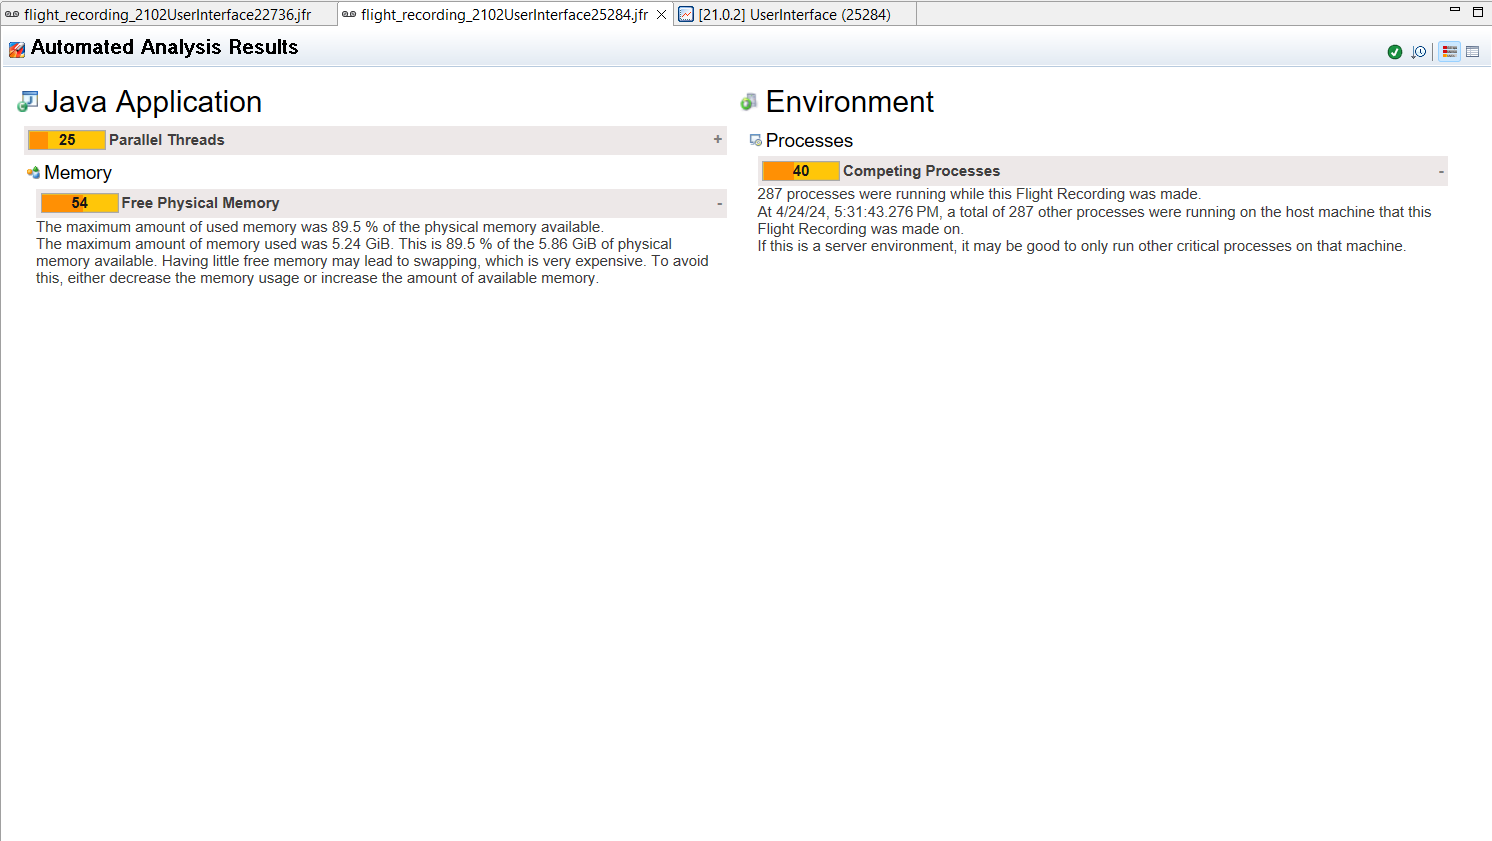 flight_recording_2102UserInterface22736.jfr
flight_recording_2102UserInterface25284.jfr
[21.0.2] UserInterface (25284)
Automated Analysis Results
Java Application
25 Parallel Threads +
Memory
54 Free Physical Memory -
The maximum amount of used memory was 89.5 % of the physical memory available.
The maximum amount of memory used was 5.24 GiB. This is 89.5 % of the 5.86 GiB of physical
memory available. Having little free memory may lead to swapping, which is very expensive. To avoid
this, either decrease the memory usage or increase the amount of available memory.
Environment
Processes
40 Competing Processes -
287 processes were running while this Flight Recording was made.
At 4/24/24, 5:31:43.276 PM, a total of 287 other processes were running on the host machine that this
Flight Recording was made on.
If this is a server environment, it may be good to only run other critical processes on that machine.